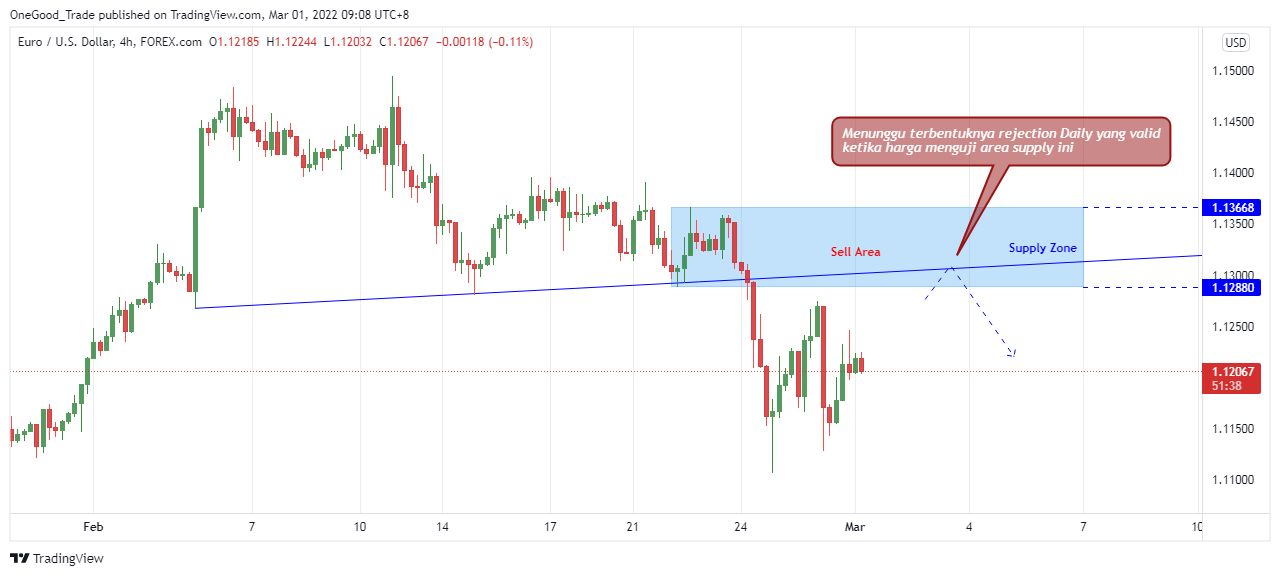 OneGood_Trade published on TradingView.com, Mar 01, 2022 09:08 UTC+8
Euro / U.S. Dollar, 4h, FOREX.com O1.12185 H1.12244 L1.12032 C1.12067 −0.00118 (−0.11%)
USD
1.15000
1.14500
Menunggu terbentuknya rejection Daily yang valid
ketika harga menguji area supply ini
1.14000
1.13668
1.13500
Sell Area
Supply Zone
1.13000
1.12880
1.12500
1.12067
51:38
1.11500
1.11000
Feb 7 10 14 17 21 24 Mar 4 7 10
TradingView